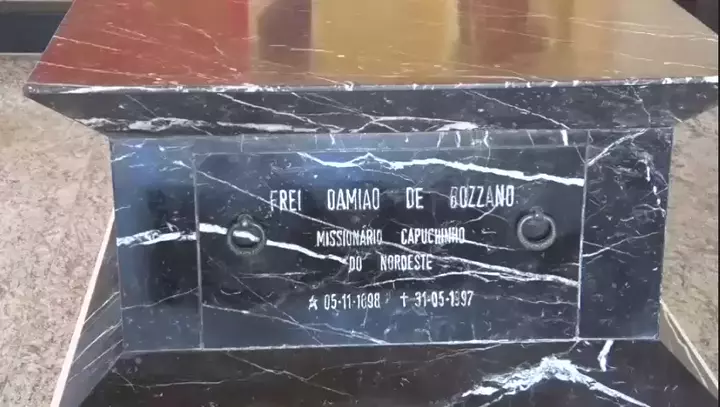 FREI DAMIAO DE BOZZANO
MISSIONÁRIO CAPUCHINHO
DO NORDESTE
☆ 05-11-1898 ✝ 31-05-1997